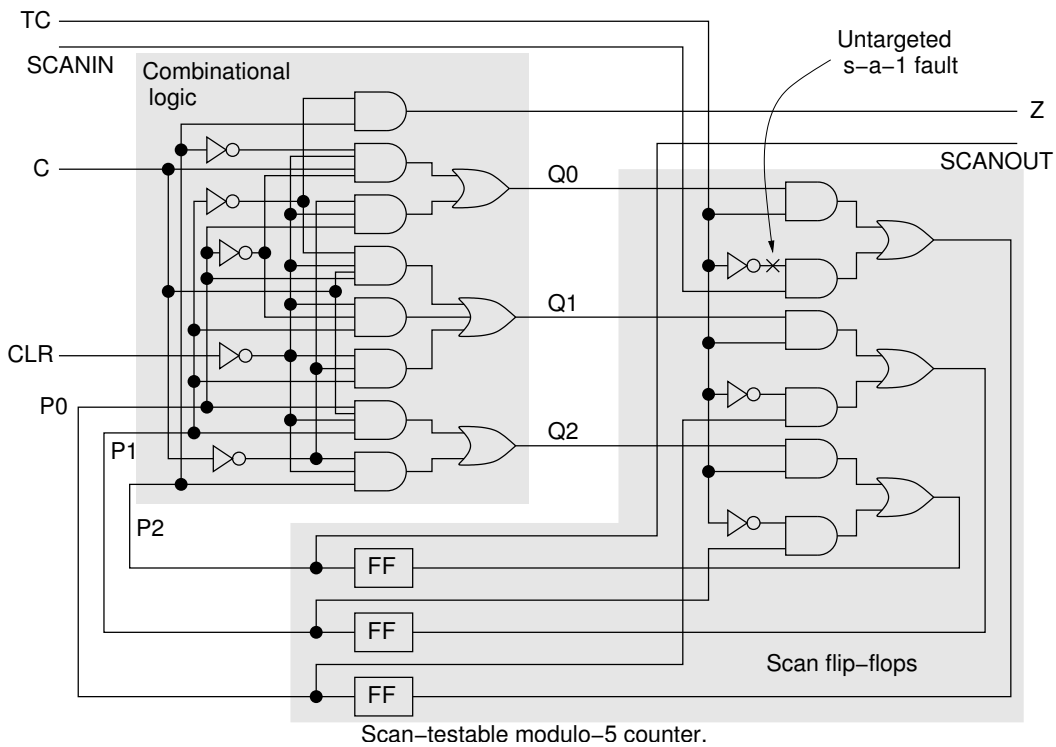 TC
SCANIN
Untargeted
s−a−1 fault
Combinational
logic
Z
SCANOUT
C
Q0
Q1
CLR
P0
Q2
P1
P2
FF
FF
FF
Scan flip−flops
Scan−testable modulo−5 counter.